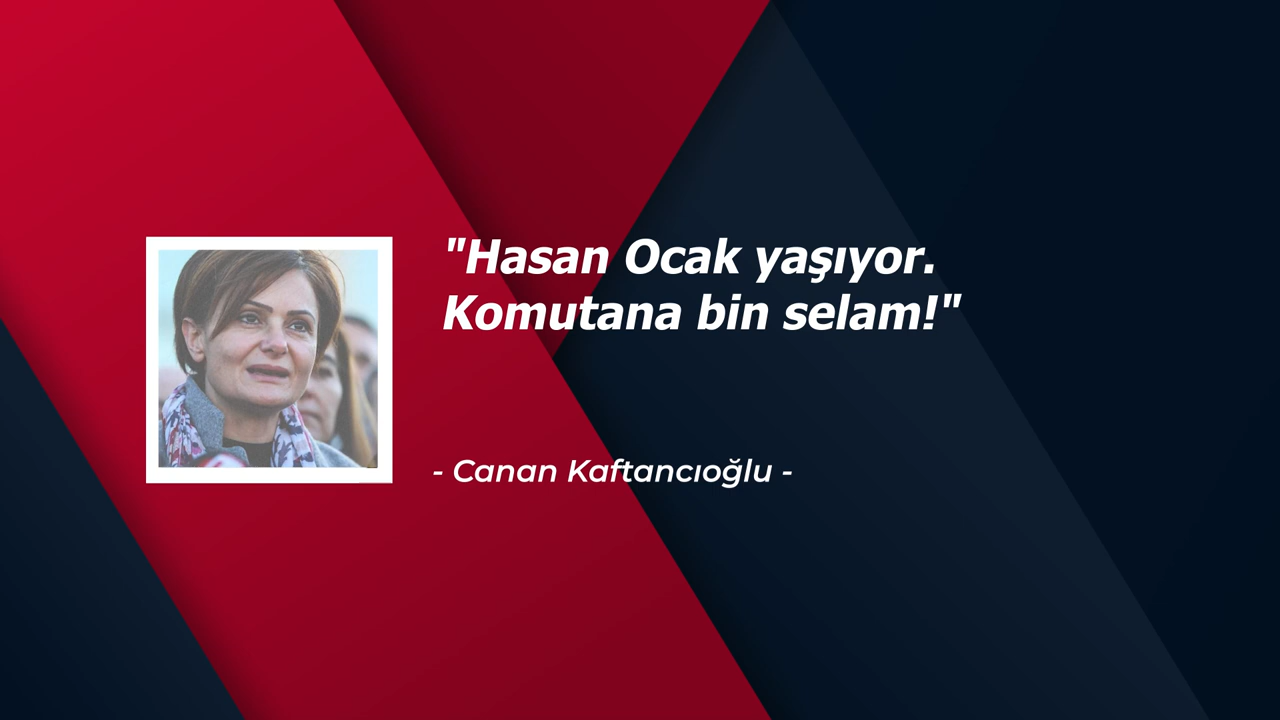 "Hasan Ocak yaşıyor.
Komutana bin selam!"
- Canan Kaftancıoğlu -